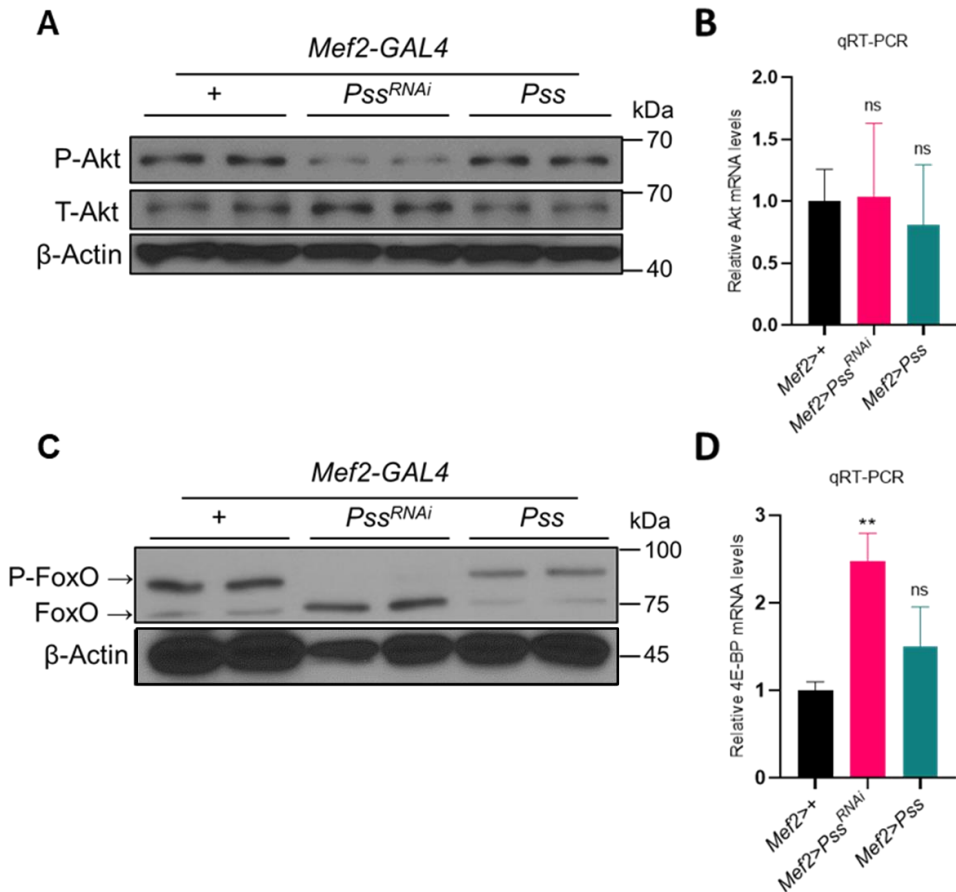 A
Mef2-GAL4
+ Pss^RNAi Pss
kDa
P-Akt
70
T-Akt
70
β-Actin
40
B
qRT-PCR
Relative Akt mRNA levels
2.0
1.5
1.0
0.5
0.0
ns
ns
Mef2>+
Mef2>Pss^RNAi
Mef2>Pss
C
Mef2-GAL4
+ Pss^RNAi Pss
kDa
P-FoxO →
100
FoxO →
75
β-Actin
45
D
qRT-PCR
Relative 4E-BP mRNA levels
3
2
1
0
**
ns
Mef2>+
Mef2>Pss^RNAi
Mef2>Pss